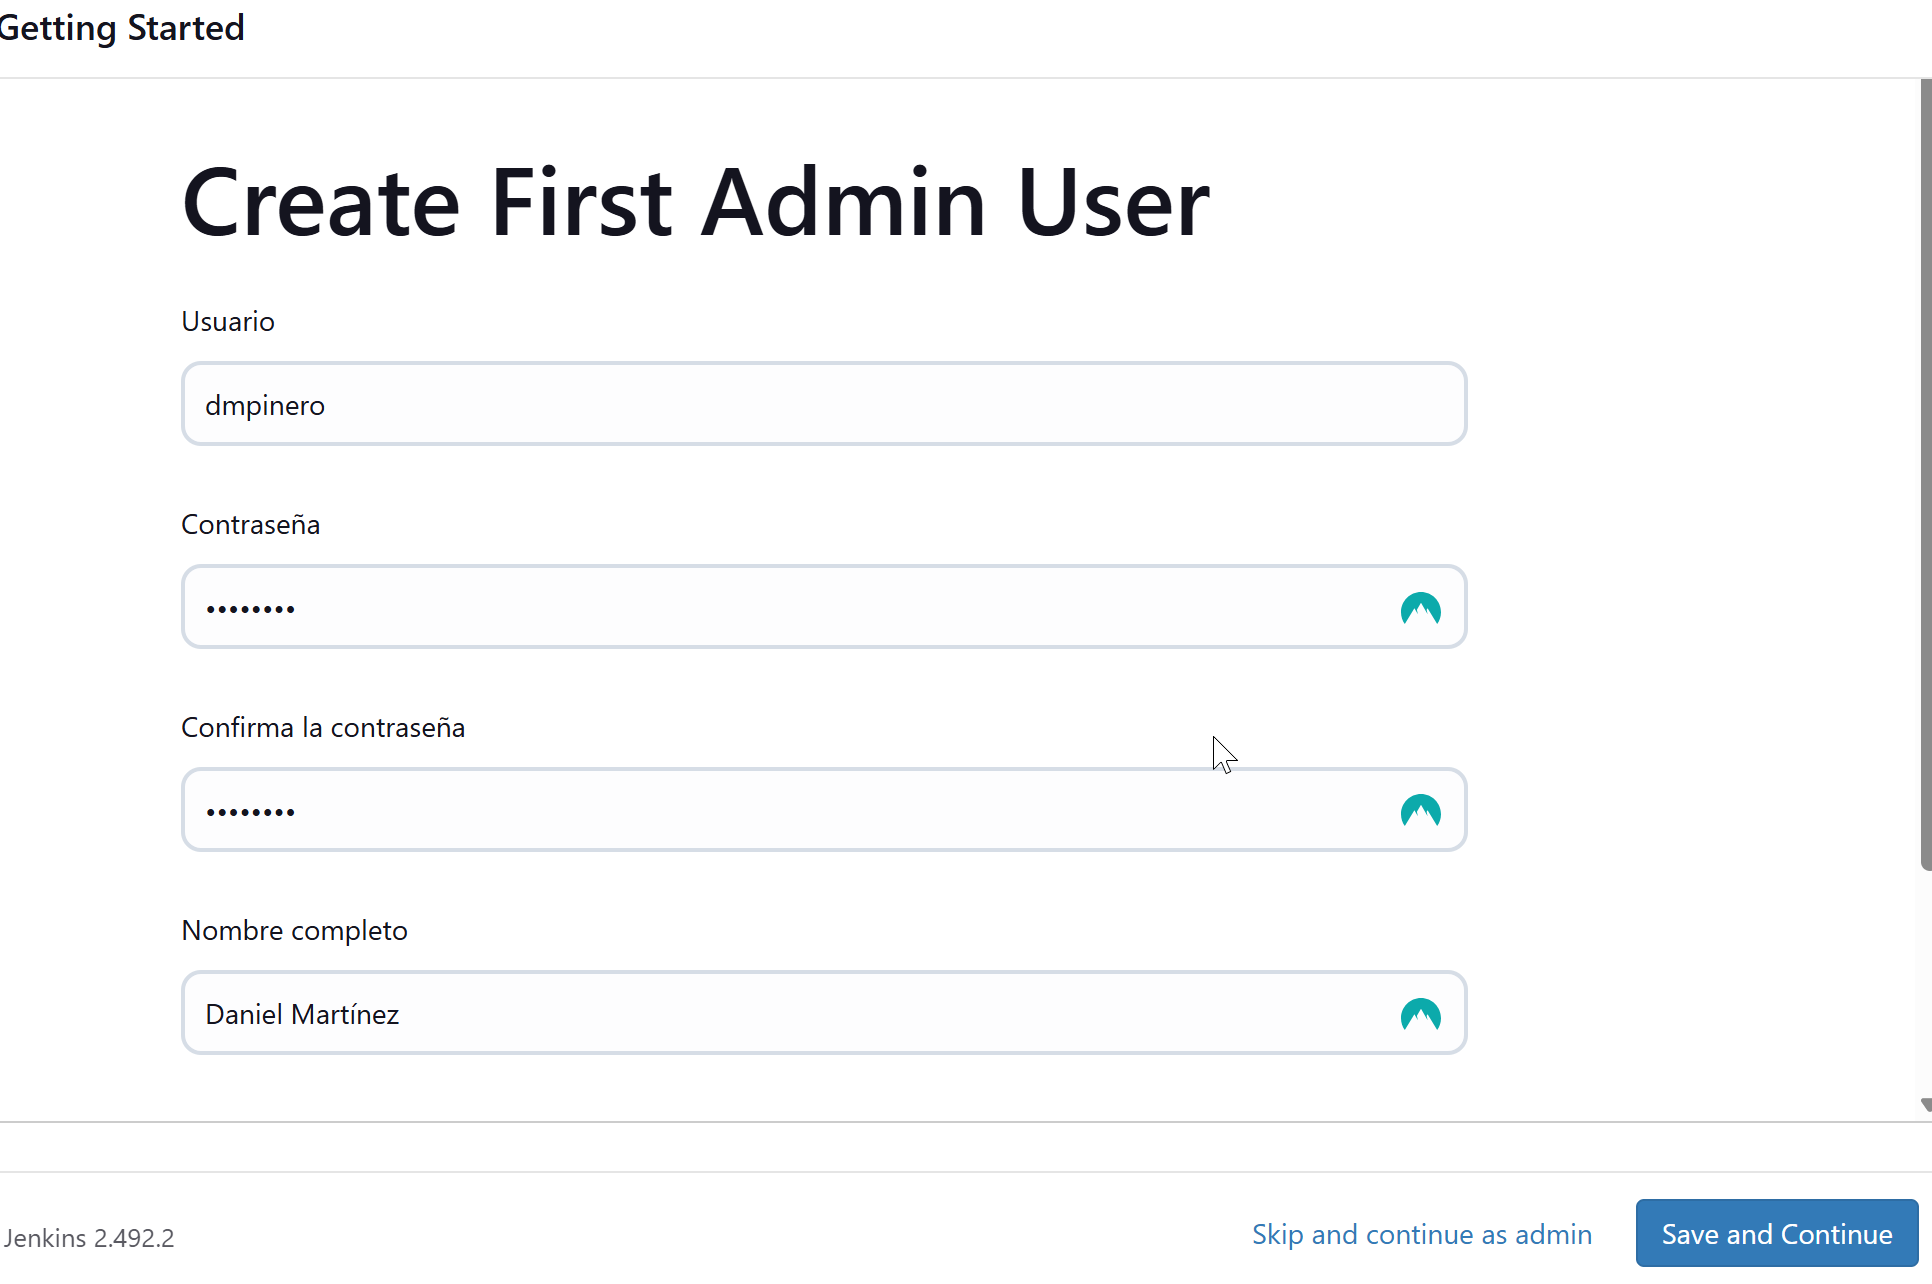 Getting Started
Create First Admin User
Usuario
dmpinero
Contraseña
••••••••
Confirma la contraseña
••••••••
Nombre completo
Daniel Martínez
Jenkins 2.492.2
Skip and continue as admin
Save and Continue